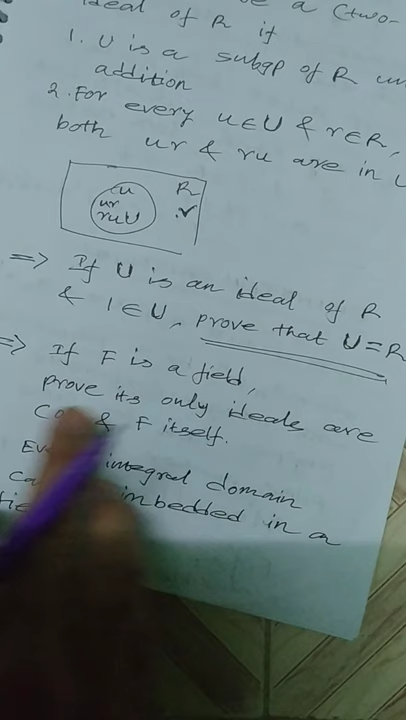 ideal of R if
1. U is a subgp of R un
addition
2. For every u∈U & r∈R,
both ur & ru are in U
u R
ur
ru U .r
=> If U is an ideal of R
& 1∈U, prove that U=R
=> If F is a field,
prove its only ideals are
& F itself.
integral domain
imbedded in a